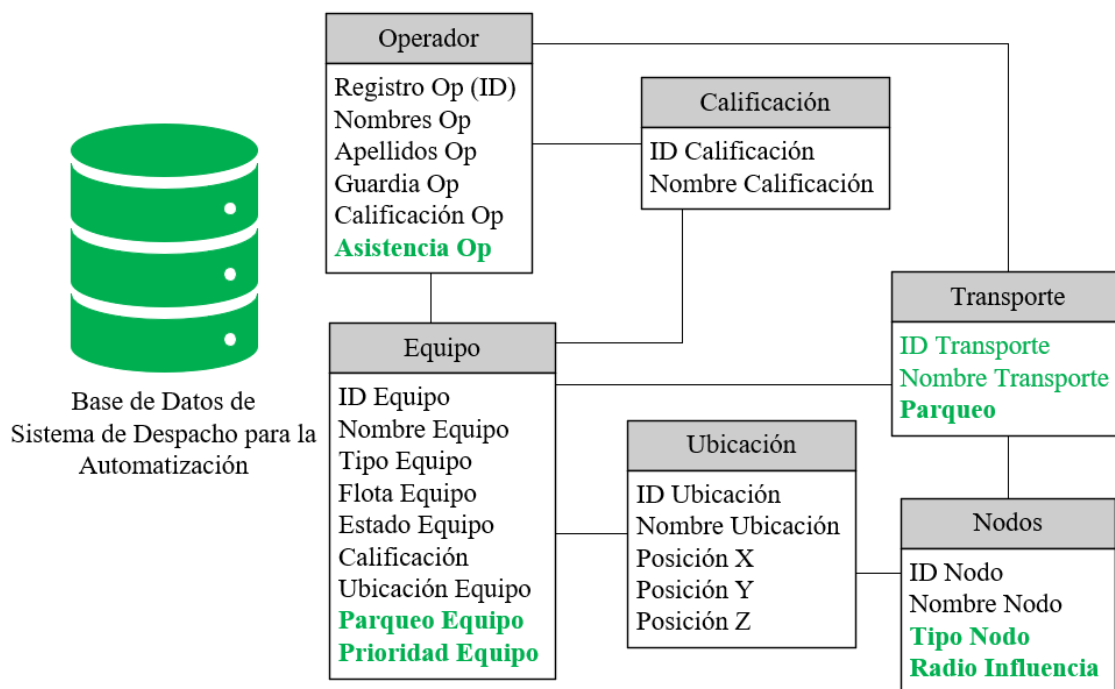 Operador
Registro Op (ID)
Nombres Op
Apellidos Op
Guardia Op
Calificación Op
Asistencia Op
Calificación
ID Calificación
Nombre Calificación
Base de Datos de
Sistema de Despacho para la
Automatización
Equipo
ID Equipo
Nombre Equipo
Tipo Equipo
Flota Equipo
Estado Equipo
Calificación
Ubicación Equipo
Parqueo Equipo
Prioridad Equipo
Transporte
ID Transporte
Nombre Transporte
Parqueo
Ubicación
ID Ubicación
Nombre Ubicación
Posición X
Posición Y
Posición Z
Nodos
ID Nodo
Nombre Nodo
Tipo Nodo
Radio Influencia